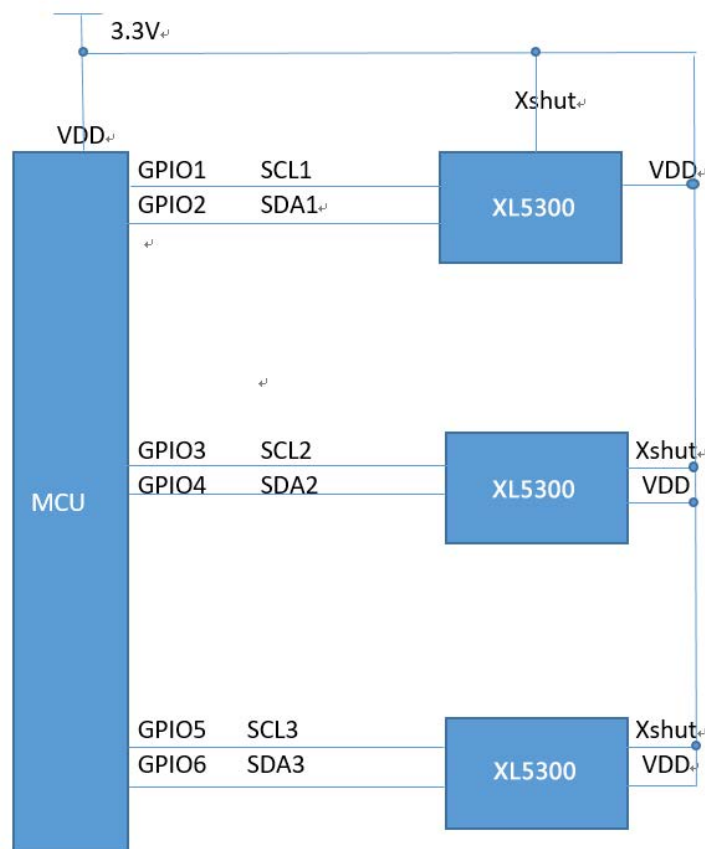 3.3V
Xshut
VDD
GPIO1 SCL1 VDD
GPIO2 SDA1 XL5300
GPIO3 SCL2 Xshut
GPIO4 SDA2 XL5300 VDD
MCU
GPIO5 SCL3 Xshut
GPIO6 SDA3 XL5300 VDD